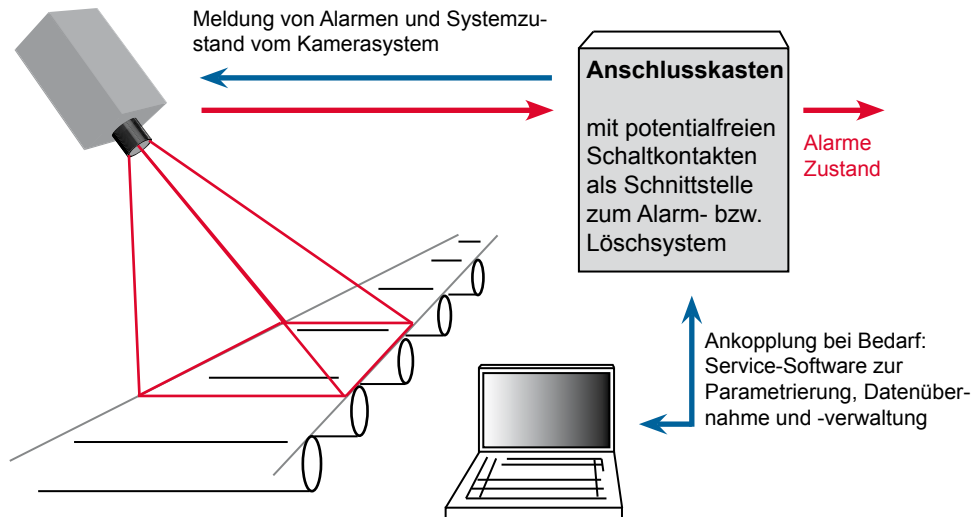 Meldung von Alarmen und Systemzu-
stand vom Kamerasystem
Anschlusskasten
mit potentialfreien
Schaltkontakten
als Schnittstelle
zum Alarm- bzw.
Löschsystem
Alarme
Zustand
Ankopplung bei Bedarf:
Service-Software zur
Parametrierung, Datenüber-
nahme und -verwaltung